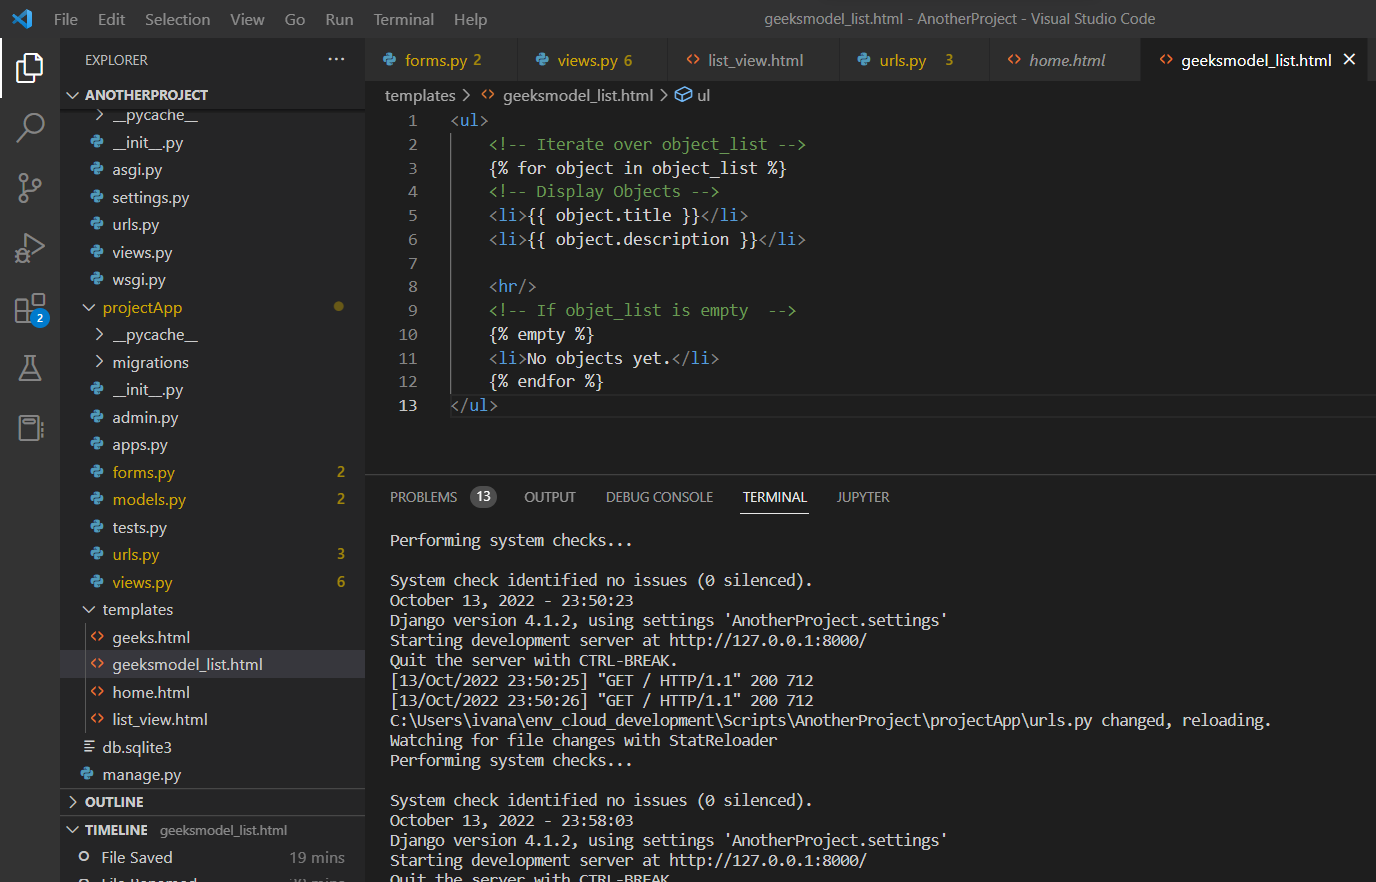 File Edit Selection View Go Run Terminal Help geeksmodel_list.html - AnotherProject - Visual Studio Code
EXPLORER ...
forms.py 2 views.py 6 list_view.html urls.py 3 home.html geeksmodel_list.html
ANOTHERPROJECT
__pycache__
__init__.py
asgi.py
settings.py
urls.py
views.py
wsgi.py
projectApp
__pycache__
migrations
__init__.py
admin.py
apps.py
forms.py 2
models.py 2
tests.py
urls.py 3
views.py 6
templates
geeks.html
geeksmodel_list.html
home.html
list_view.html
db.sqlite3
manage.py
OUTLINE
TIMELINE geeksmodel_list.html
File Saved 19 mins
2
templates > geeksmodel_list.html > ul
1 <ul>
2 <!-- Iterate over object_list -->
3 {% for object in object_list %}
4 <!-- Display Objects -->
5 <li>{{ object.title }}</li>
6 <li>{{ object.description }}</li>
7
8 <hr/>
9 <!-- If objet_list is empty  -->
10 {% empty %}
11 <li>No objects yet.</li>
12 {% endfor %}
13 </ul>
PROBLEMS 13 OUTPUT DEBUG CONSOLE TERMINAL JUPYTER
Performing system checks...
System check identified no issues (0 silenced).
October 13, 2022 - 23:50:23
Django version 4.1.2, using settings 'AnotherProject.settings'
Starting development server at http://127.0.0.1:8000/
Quit the server with CTRL-BREAK.
[13/Oct/2022 23:50:25] "GET / HTTP/1.1" 200 712
[13/Oct/2022 23:50:26] "GET / HTTP/1.1" 200 712
C:\Users\ivana\env_cloud_development\Scripts\AnotherProject\projectApp\urls.py changed, reloading.
Watching for file changes with StatReloader
Performing system checks...
System check identified no issues (0 silenced).
October 13, 2022 - 23:58:03
Django version 4.1.2, using settings 'AnotherProject.settings'
Starting development server at http://127.0.0.1:8000/
Quit the server with CTRL-BREAK.